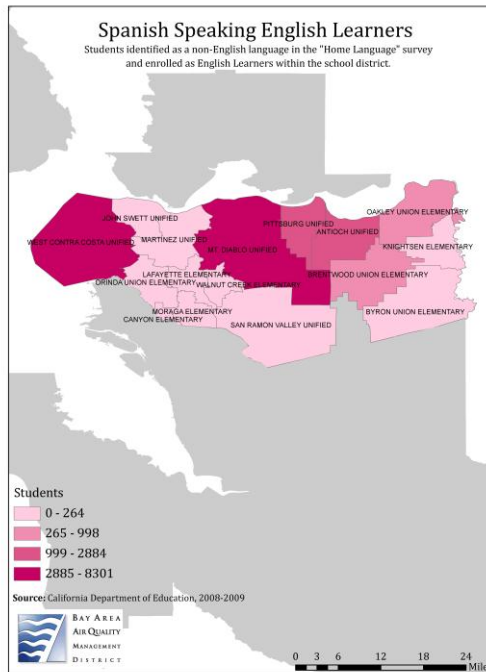 Spanish Speaking English Learners
Students identified as a non-English language in the "Home Language" survey
and enrolled as English Learners within the school district.
JOHN SWETT UNIFIED
OAKLEY UNION ELEMENTARY
PITTSBURG UNIFIED
ANTIOCH UNIFIED
WEST CONTRA COSTA UNIFIED
MARTINEZ UNIFIED
MT. DIABLO UNIFIED
KNIGHTSEN ELEMENTARY
LAFAYETTE ELEMENTARY
BRENTWOOD UNION ELEMENTARY
ORINDA UNION ELEMENTARY
WALNUT CREEK ELEMENTARY
MORAGA ELEMENTARY
BYRON UNION ELEMENTARY
CANYON ELEMENTARY
SAN RAMON VALLEY UNIFIED
Students
0 - 264
265 - 998
999 - 2884
2885 - 8301
Source: California Department of Education, 2008-2009
BAY AREA
AIR QUALITY
MANAGEMENT
DISTRICT
0 3 6 12 18 24
Mile